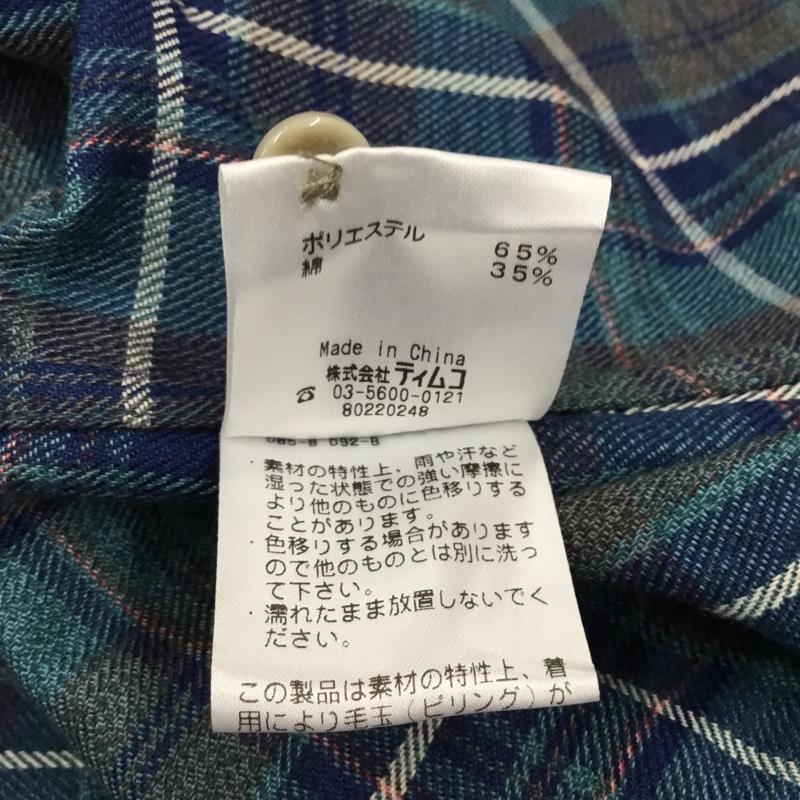 ポリエステル 65%
綿 35%
Made in China
株式会社 ティムコ
☎ 03-5600-0121
80220248
085-B 092-B
・素材の特性上、雨や汗など
湿った状態での強い摩擦に
より他のものに色移りする
ことがあります。
・色移りする場合があります
ので他のものとは別に洗っ
て下さい。
・濡れたまま放置しないでく
ださい。
この製品は素材の特性上、着
用により毛玉(ピリング)が